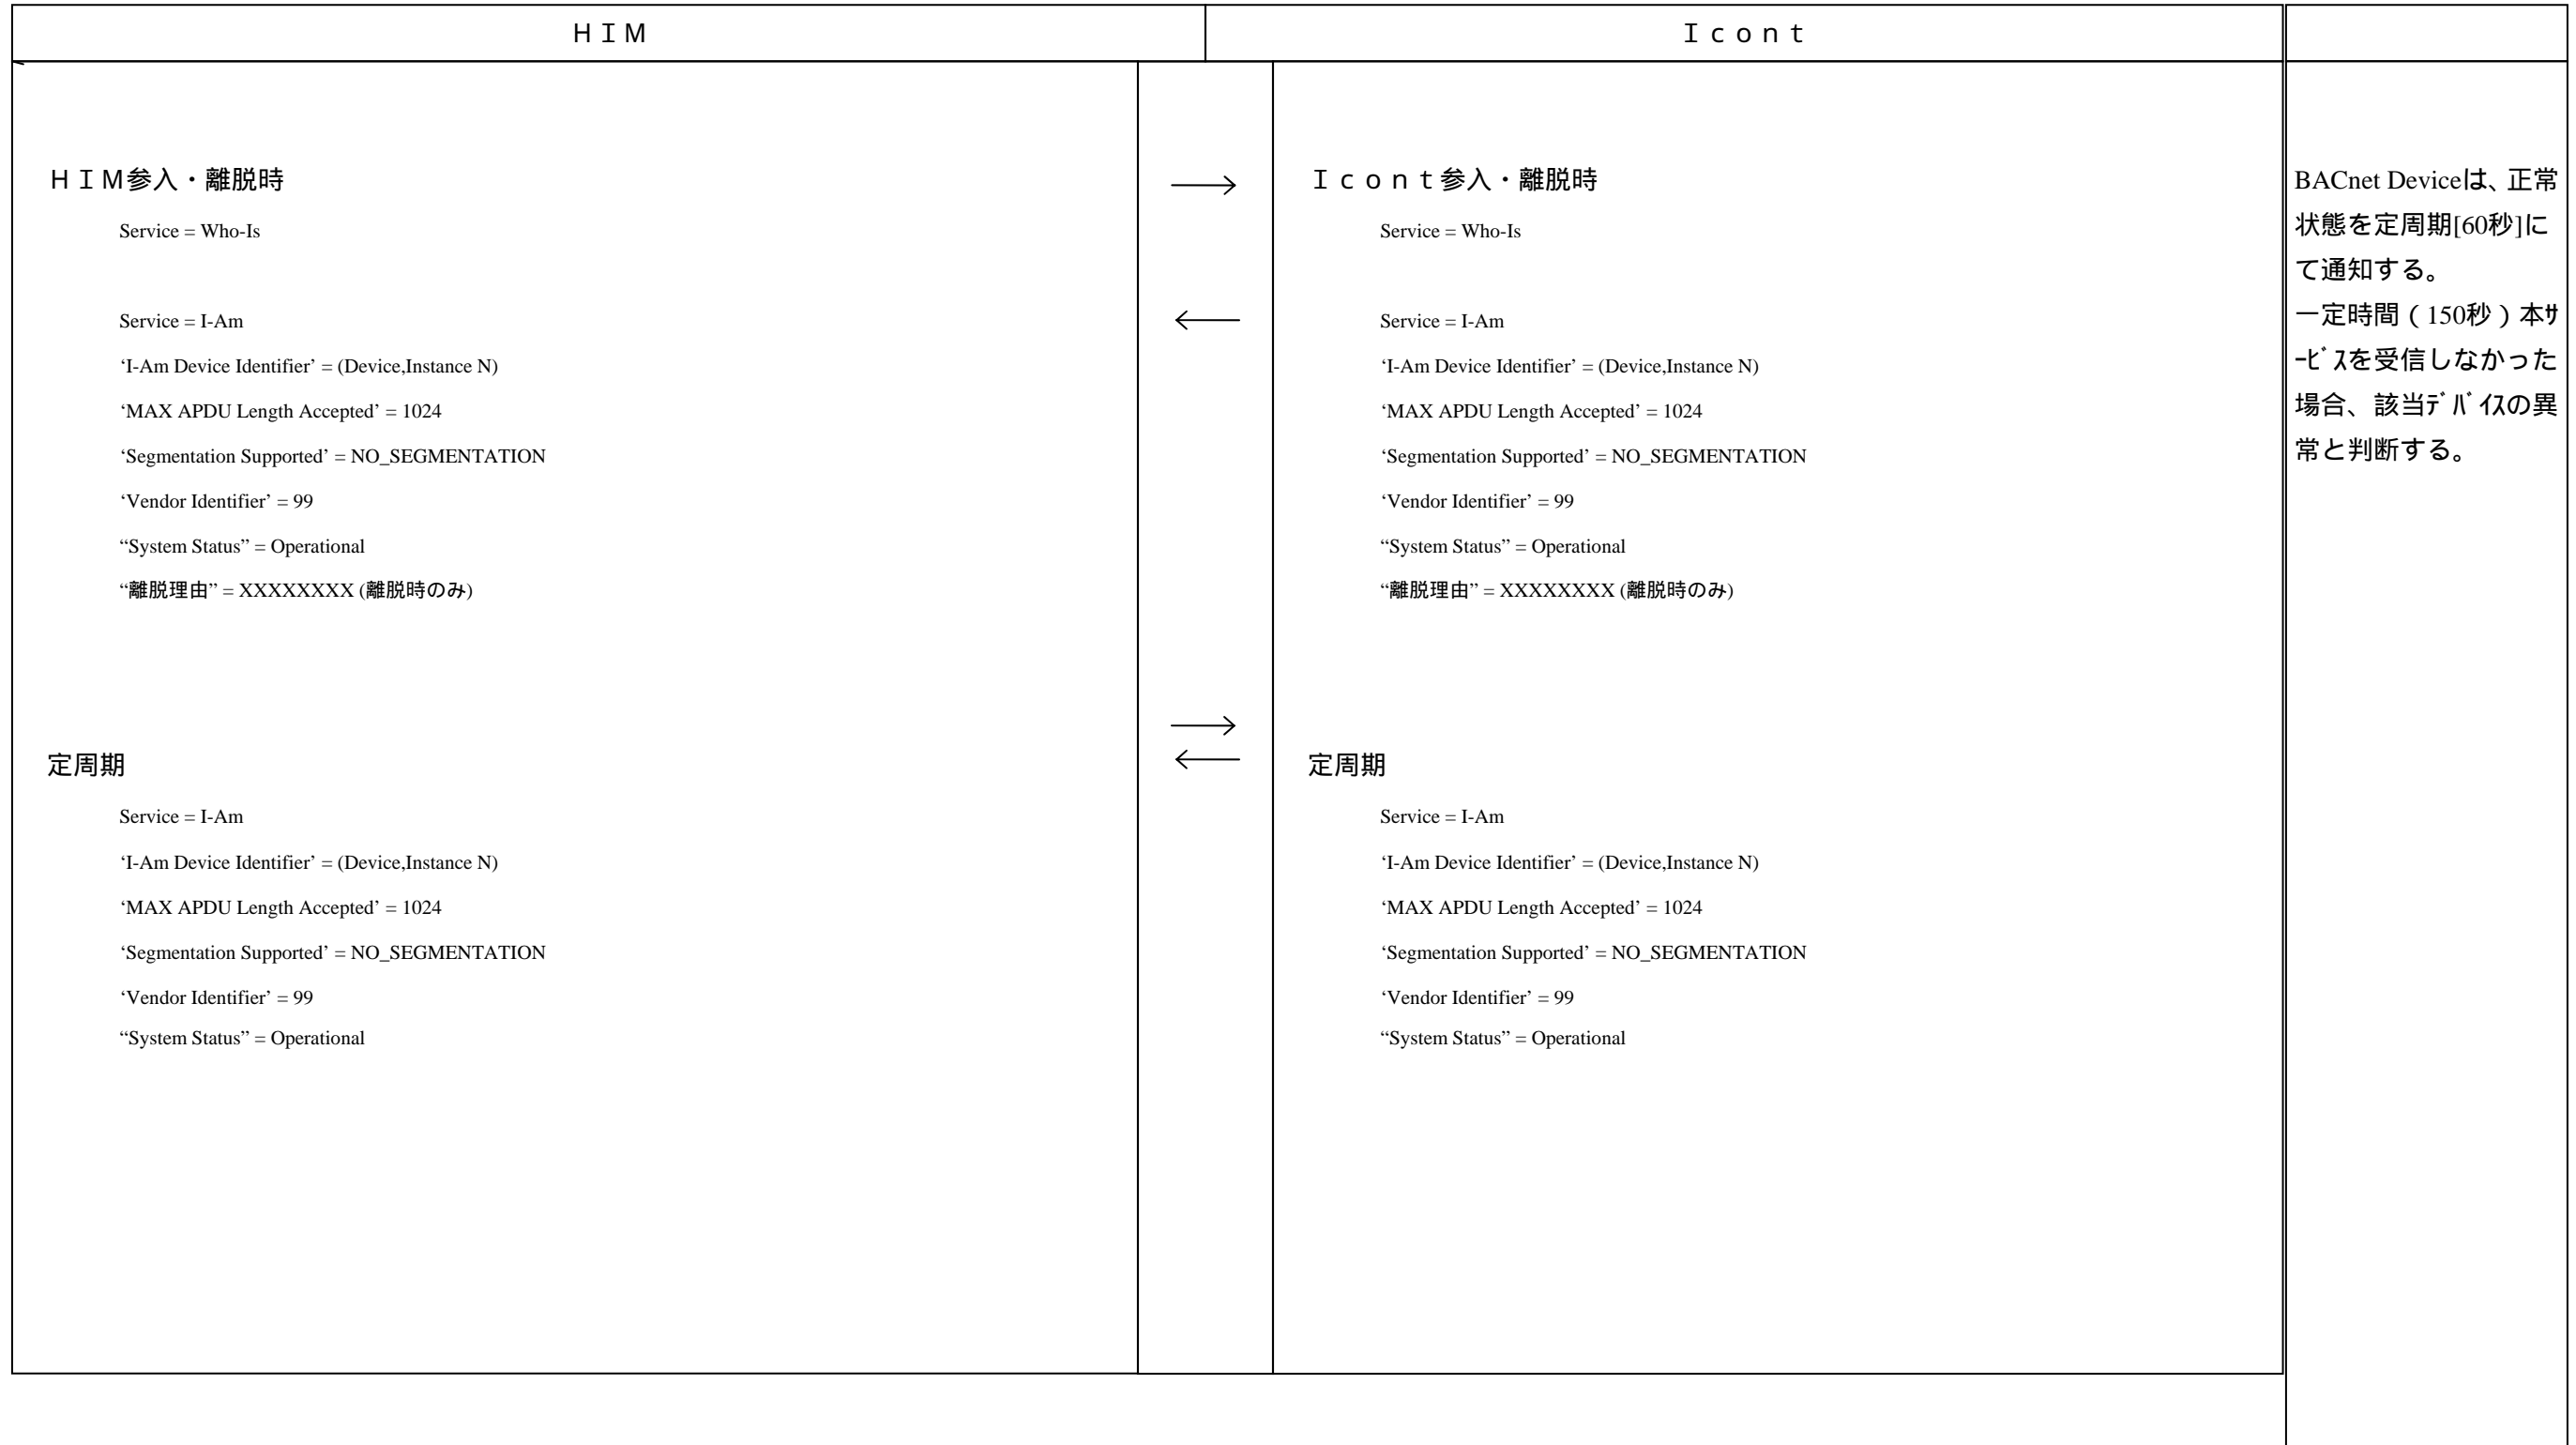 ＨＩＭ
Ｉｃｏｎｔ
ＨＩＭ参入・離脱時
Service = Who-Is
Service = I-Am
‘I-Am Device Identifier’ = (Device,Instance N)
‘MAX APDU Length Accepted’ = 1024
‘Segmentation Supported’ = NO_SEGMENTATION
‘Vendor Identifier’ = 99
“System Status” = Operational
“離脱理由” = XXXXXXXX (離脱時のみ)
定周期
Service = I-Am
‘I-Am Device Identifier’ = (Device,Instance N)
‘MAX APDU Length Accepted’ = 1024
‘Segmentation Supported’ = NO_SEGMENTATION
‘Vendor Identifier’ = 99
“System Status” = Operational
→
←
→
←
Ｉｃｏｎｔ参入・離脱時
Service = Who-Is
Service = I-Am
‘I-Am Device Identifier’ = (Device,Instance N)
‘MAX APDU Length Accepted’ = 1024
‘Segmentation Supported’ = NO_SEGMENTATION
‘Vendor Identifier’ = 99
“System Status” = Operational
“離脱理由” = XXXXXXXX (離脱時のみ)
定周期
Service = I-Am
‘I-Am Device Identifier’ = (Device,Instance N)
‘MAX APDU Length Accepted’ = 1024
‘Segmentation Supported’ = NO_SEGMENTATION
‘Vendor Identifier’ = 99
“System Status” = Operational
BACnet Deviceは、正常
状態を定周期[60秒]に
て通知する。
一定時間（150秒）本ｻ
ｰﾋﾞｽを受信しなかった
場合、該当ﾃﾞﾊﾞｲｽの異
常と判断する。